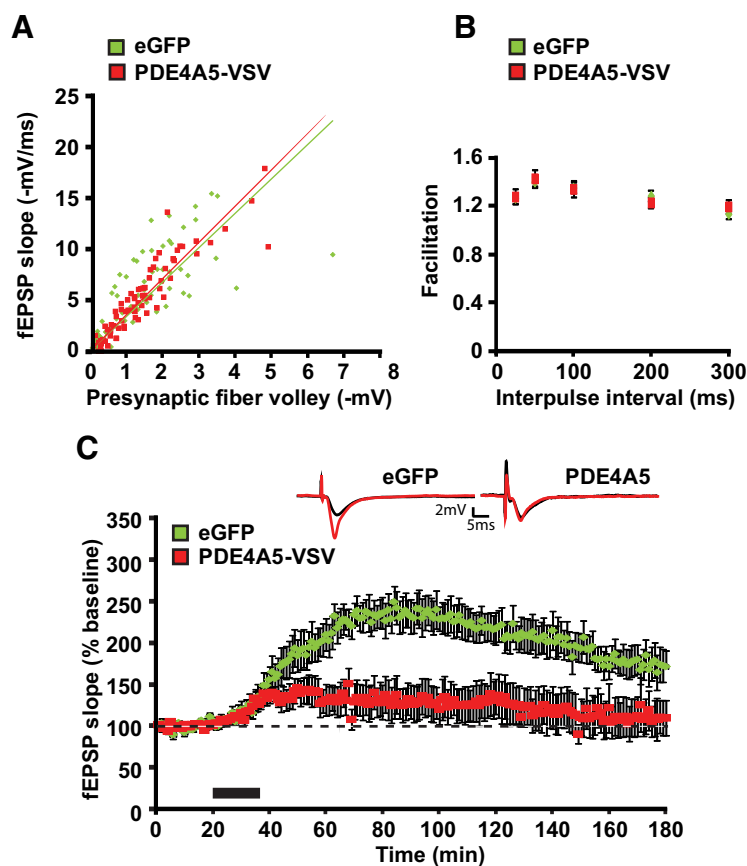 A
eGFP
PDE4A5-VSV
fEPSP slope (-mV/ms)
25
20
15
10
5
0
0 1 2 3 4 5 6 7 8
Presynaptic fiber volley (-mV)
B
eGFP
PDE4A5-VSV
Facilitation
1.6
1.2
0.8
0.4
0
0 100 200 300
Interpulse interval (ms)
C
eGFP
PDE4A5
2mV
5ms
eGFP
PDE4A5-VSV
fEPSP slope (% baseline)
350
300
250
200
150
100
50
0
0 20 40 60 80 100 120 140 160 180
Time (min)